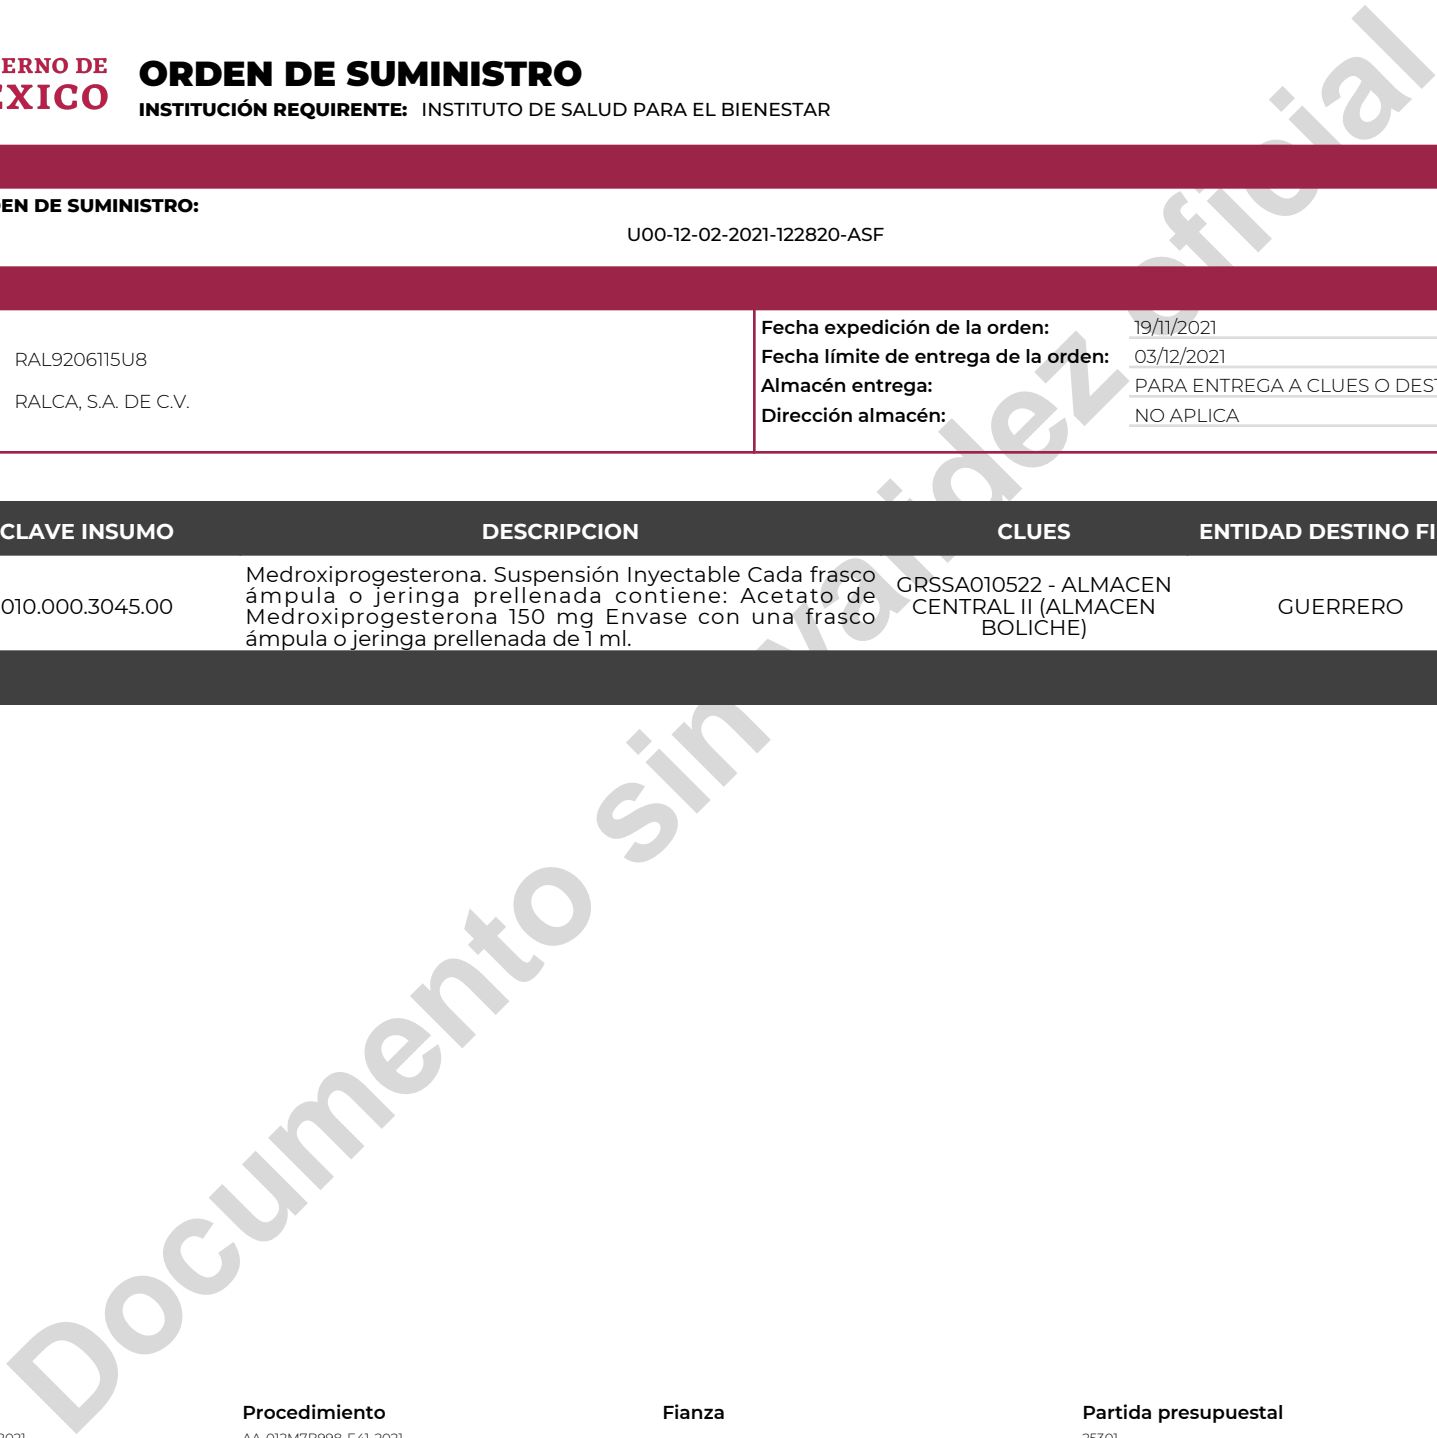 ERNO DE
EXICO
ORDEN DE SUMINISTRO
INSTITUCIÓN REQUIRENTE: INSTITUTO DE SALUD PARA EL BIENESTAR
EN DE SUMINISTRO:
U00-12-02-2021-122820-ASF
RAL9206115U8
RALCA, S.A. DE C.V.
Fecha expedición de la orden: 19/11/2021
Fecha límite de entrega de la orden: 03/12/2021
Almacén entrega: PARA ENTREGA A CLUES O DEST
Dirección almacén: NO APLICA
CLAVE INSUMO DESCRIPCION CLUES ENTIDAD DESTINO FI
010.000.3045.00
Medroxiprogesterona. Suspensión Inyectable Cada frasco
ámpula o jeringa prellenada contiene: Acetato de
Medroxiprogesterona 150 mg Envase con una frasco
ámpula o jeringa prellenada de 1 ml.
GRSSA010522 - ALMACEN
CENTRAL II (ALMACEN
BOLICHE)
GUERRERO
Documento sin validez oficial
Procedimiento Fianza Partida presupuestal